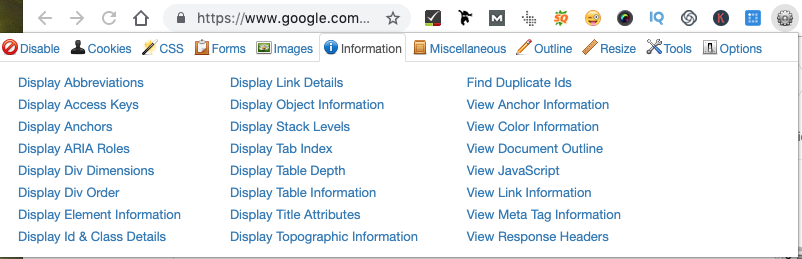 https://www.google.com...
Disable Cookies CSS Forms Images Information Miscellaneous Outline Resize Tools Options
Display Abbreviations
Display Access Keys
Display Anchors
Display ARIA Roles
Display Div Dimensions
Display Div Order
Display Element Information
Display Id & Class Details
Display Link Details
Display Object Information
Display Stack Levels
Display Tab Index
Display Table Depth
Display Table Information
Display Title Attributes
Display Topographic Information
Find Duplicate Ids
View Anchor Information
View Color Information
View Document Outline
View JavaScript
View Link Information
View Meta Tag Information
View Response Headers